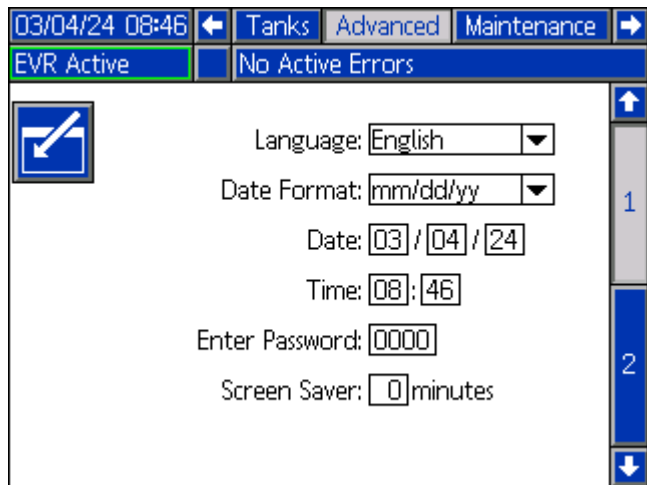 03/04/24 08:46 Tanks Advanced Maintenance
EVR Active No Active Errors
Language: English
Date Format: mm/dd/yy
Date: 03 / 04 / 24
Time: 08 : 46
Enter Password: 0000
Screen Saver: 0 minutes
1
2